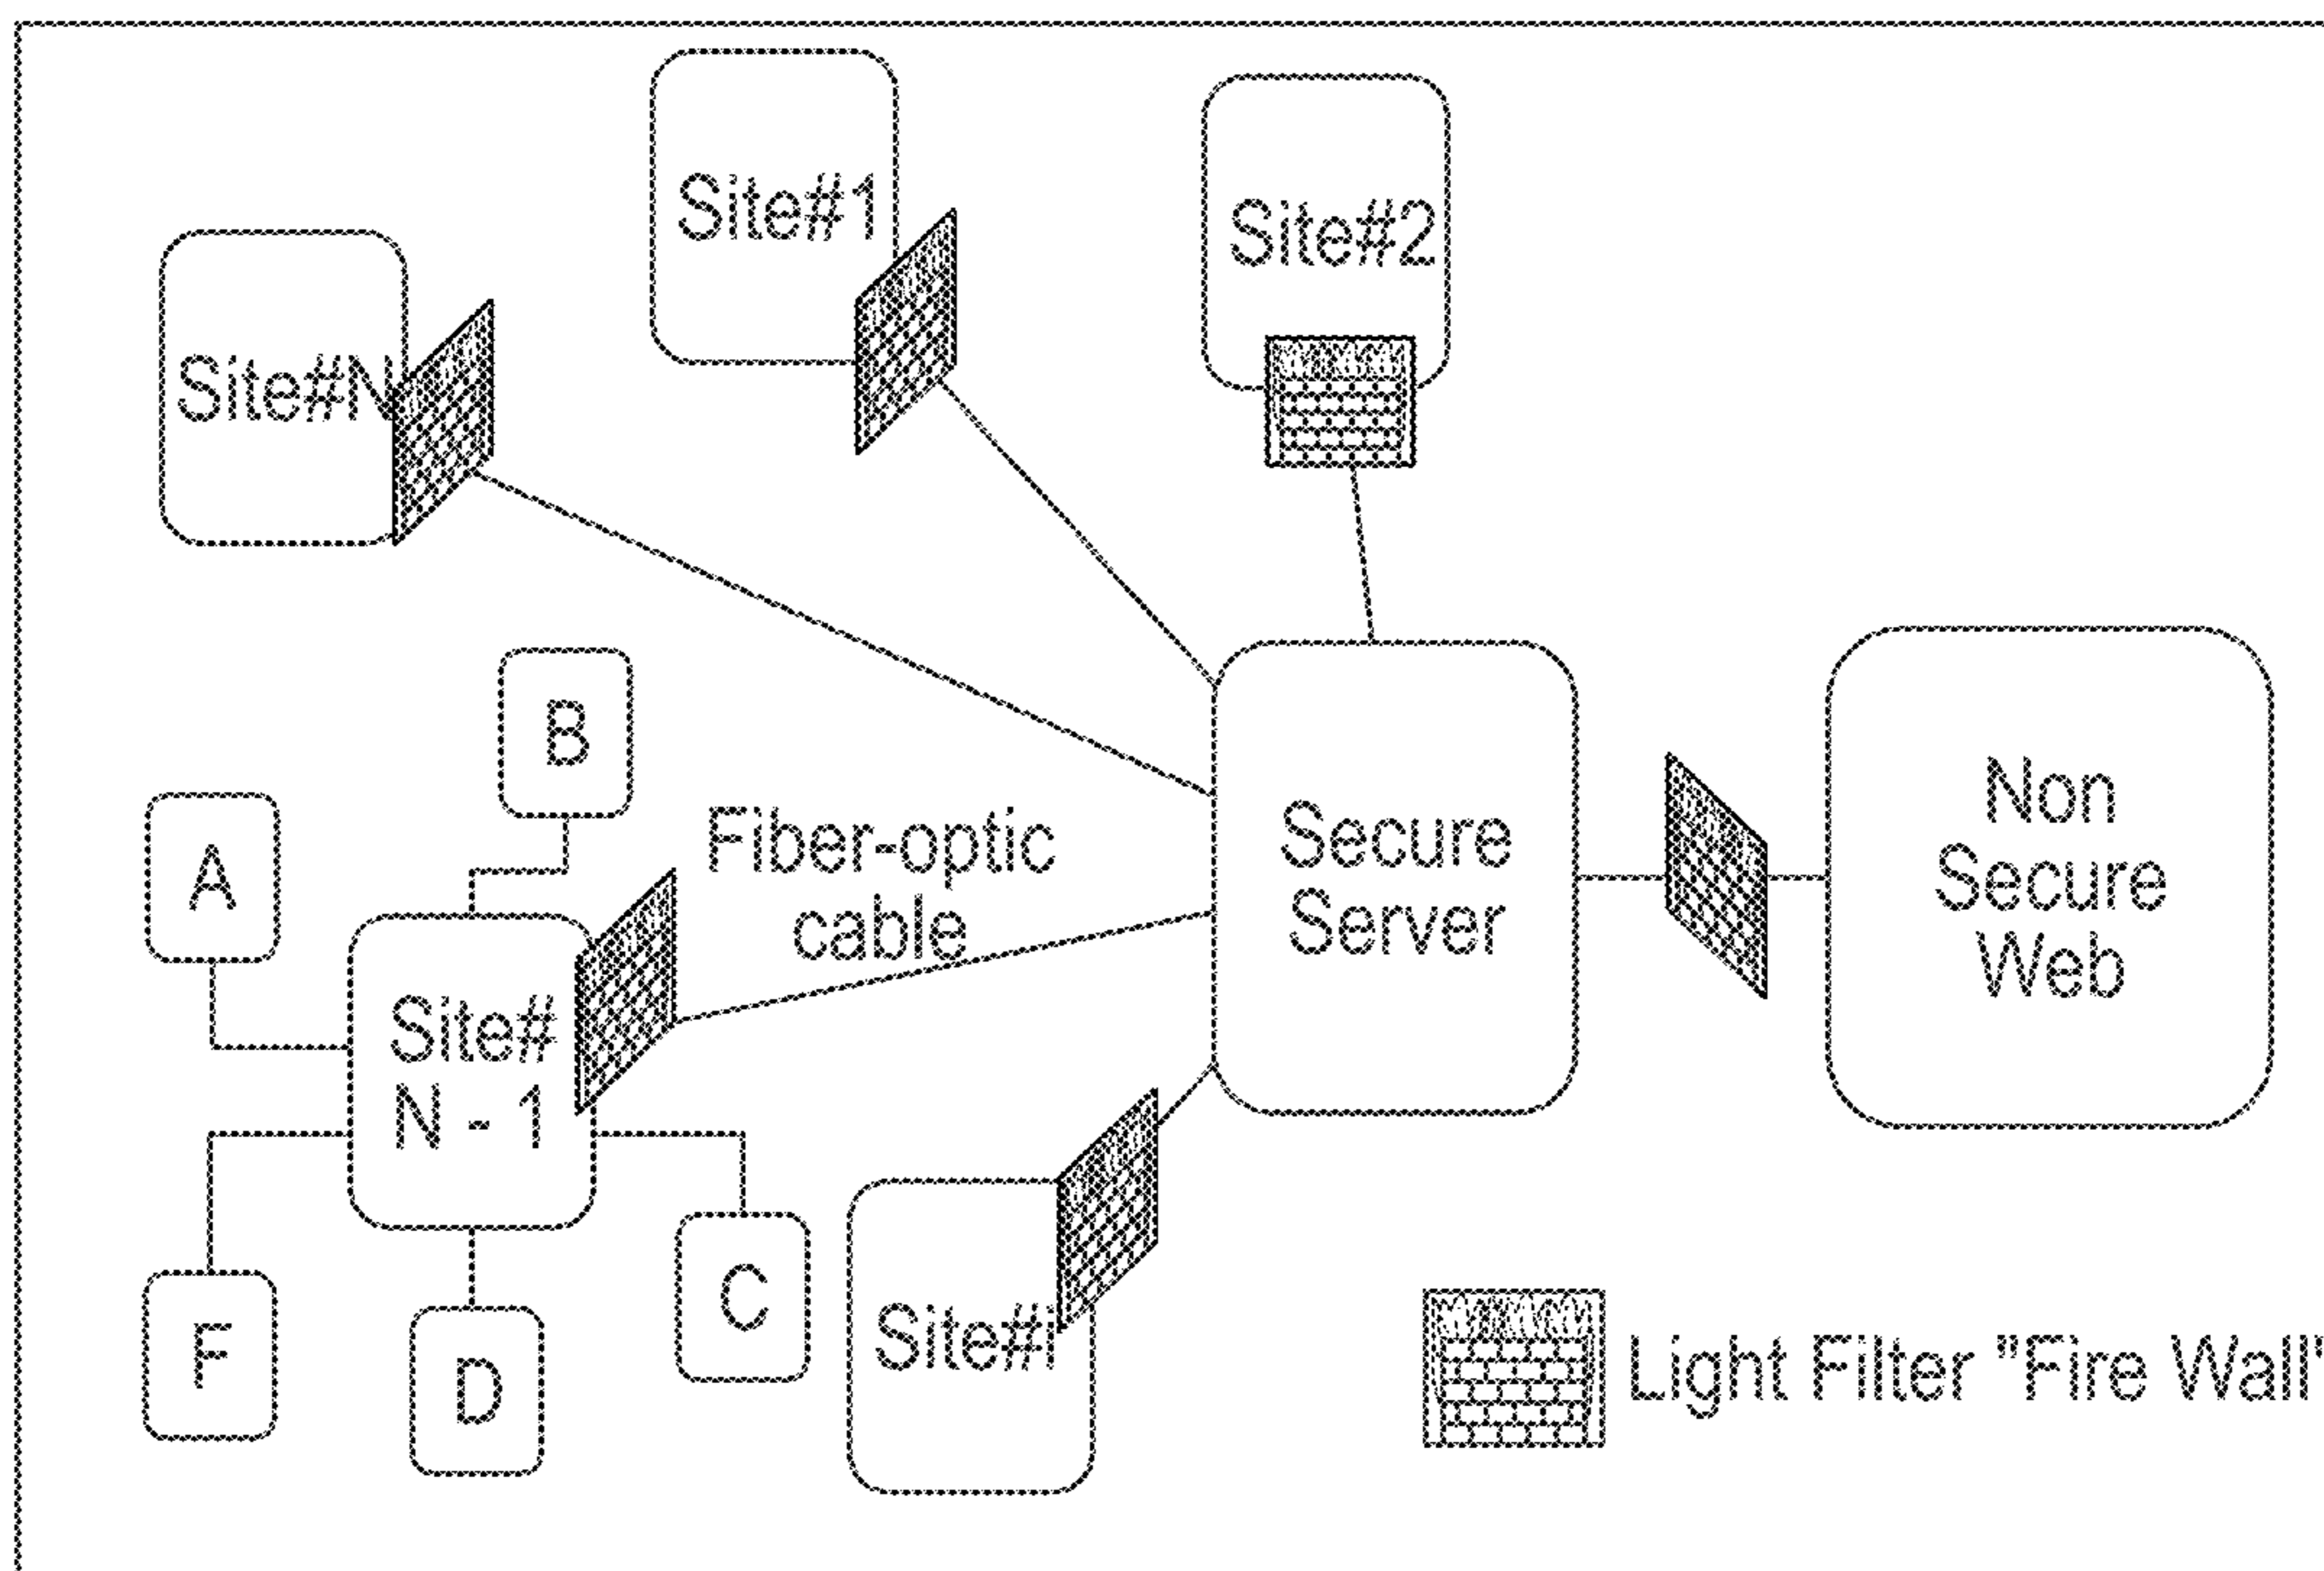 Site#1
Site#2
Site#N
B
A
Fiber-optic
cable
Secure
Server
Non
Secure
Web
Site#
N - 1
F
D
C
Site#i
Light Filter "Fire Wall"